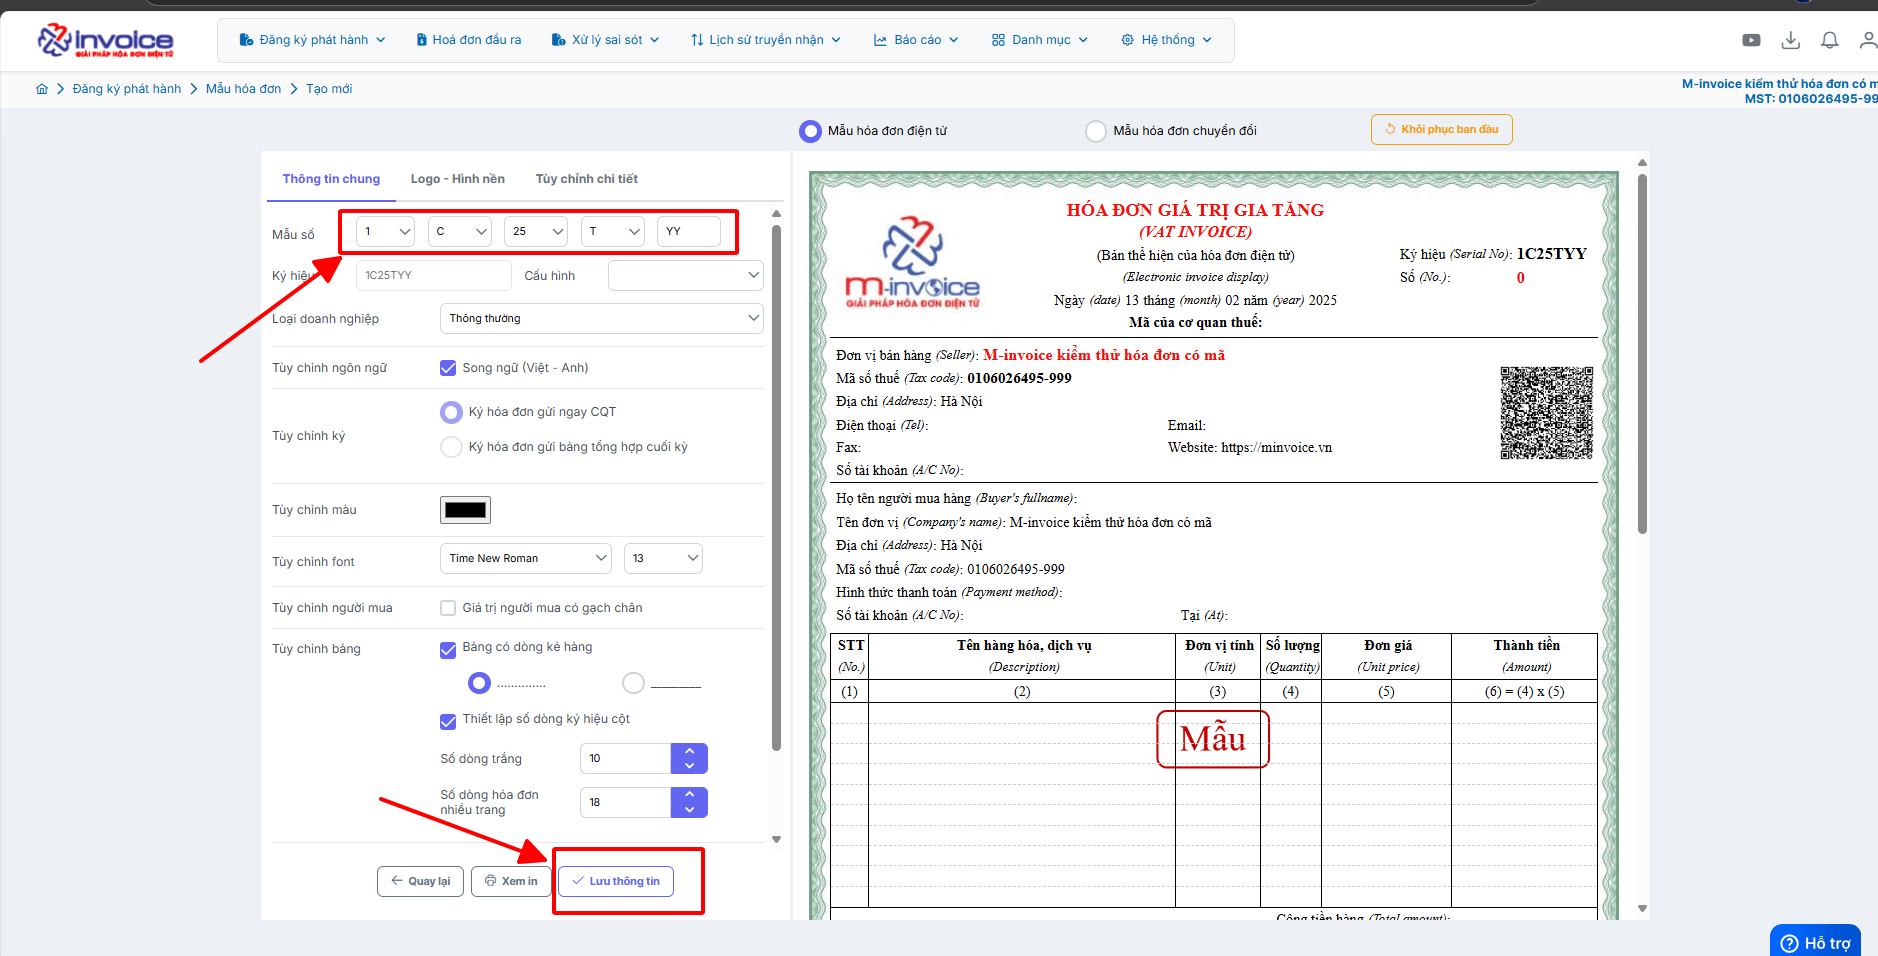 invoice
GIẢI PHÁP HÓA ĐƠN ĐIỆN TỬ
Đăng ký phát hành
Hoá đơn đầu ra
Xử lý sai sót
Lịch sử truyền nhận
Báo cáo
Danh mục
Hệ thống
Đăng ký phát hành
Mẫu hóa đơn
Tạo mới
M-invoice kiểm thử hóa đơn có m
MST: 0106026495-99
Mẫu hóa đơn điện tử
Mẫu hóa đơn chuyển đổi
Khôi phục ban đầu
Thông tin chung
Logo - Hình nền
Tùy chỉnh chi tiết
Mẫu số
1
C
25
T
YY
Ký hiệu
1C25TYY
Cấu hình
Loại doanh nghiệp
Thông thường
Tùy chỉnh ngôn ngữ
Song ngữ (Việt - Anh)
Tùy chỉnh ký
Ký hóa đơn gửi ngay CQT
Ký hóa đơn gửi bảng tổng hợp cuối kỳ
Tùy chỉnh màu
Tùy chỉnh font
Time New Roman
13
Tùy chỉnh người mua
Giá trị người mua có gạch chân
Tùy chỉnh bảng
Bảng có dòng kẻ hàng
..............
Thiết lập số dòng ký hiệu cột
Số dòng trắng
10
Số dòng hóa đơn
nhiều trang
18
Quay lại
Xem in
Lưu thông tin
m-invoice
GIẢI PHÁP HÓA ĐƠN ĐIỆN TỬ
HÓA ĐƠN GIÁ TRỊ GIA TĂNG
(VAT INVOICE)
(Bản thể hiện của hóa đơn điện tử)
(Electronic invoice display)
Ngày (date) 13 tháng (month) 02 năm (year) 2025
Mã của cơ quan thuế:
Ký hiệu (Serial No): 1C25TYY
Số (No.): 0
Đơn vị bán hàng (Seller): M-invoice kiểm thử hóa đơn có mã
Mã số thuế (Tax code): 0106026495-999
Địa chỉ (Address): Hà Nội
Điện thoại (Tel):
Email:
Fax:
Website: https://minvoice.vn
Số tài khoản (A/C No):
Họ tên người mua hàng (Buyer's fullname):
Tên đơn vị (Company's name): M-invoice kiểm thử hóa đơn có mã
Địa chỉ (Address): Hà Nội
Mã số thuế (Tax code): 0106026495-999
Hình thức thanh toán (Payment method):
Số tài khoản (A/C No):
Tại (At):
STT Tên hàng hóa, dịch vụ Đơn vị tính Số lượng Đơn giá Thành tiền
(No.) (Description) (Unit) (Quantity) (Unit price) (Amount)
(1) (2) (3) (4) (5) (6) = (4) x (5)
Mẫu
Cộng tiền hàng (Total amount):
Hỗ trợ